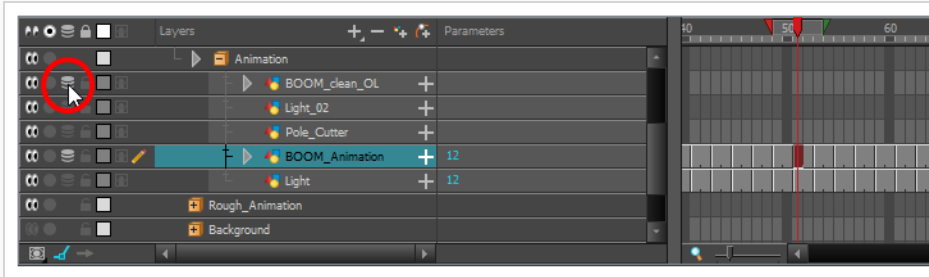 Layers Parameters 40 50 60
Animation
BOOM_clean_OL
Light_02
Pole_Cutter
BOOM_Animation 12
Light 12
Rough_Animation
Background